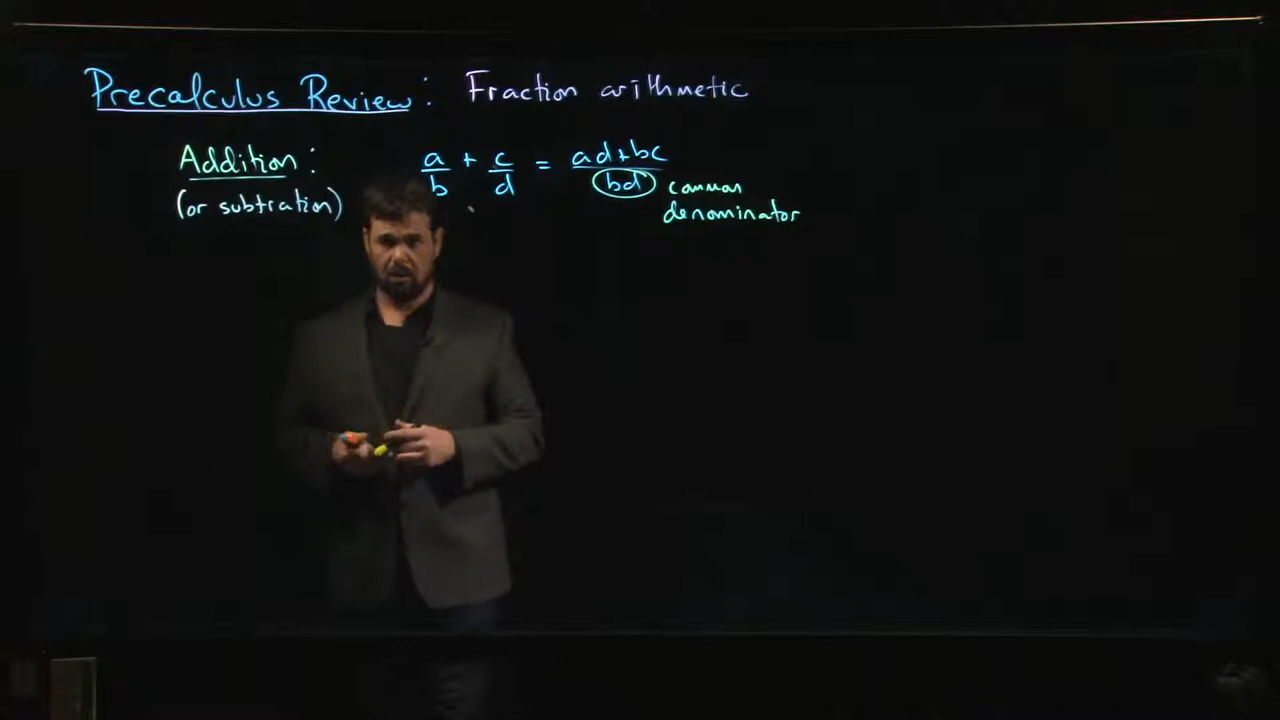 Precalculus Review: Fraction arithmetic
Addition: a/b + c/d = ad+bc/bd
(or subtration) common
denominator